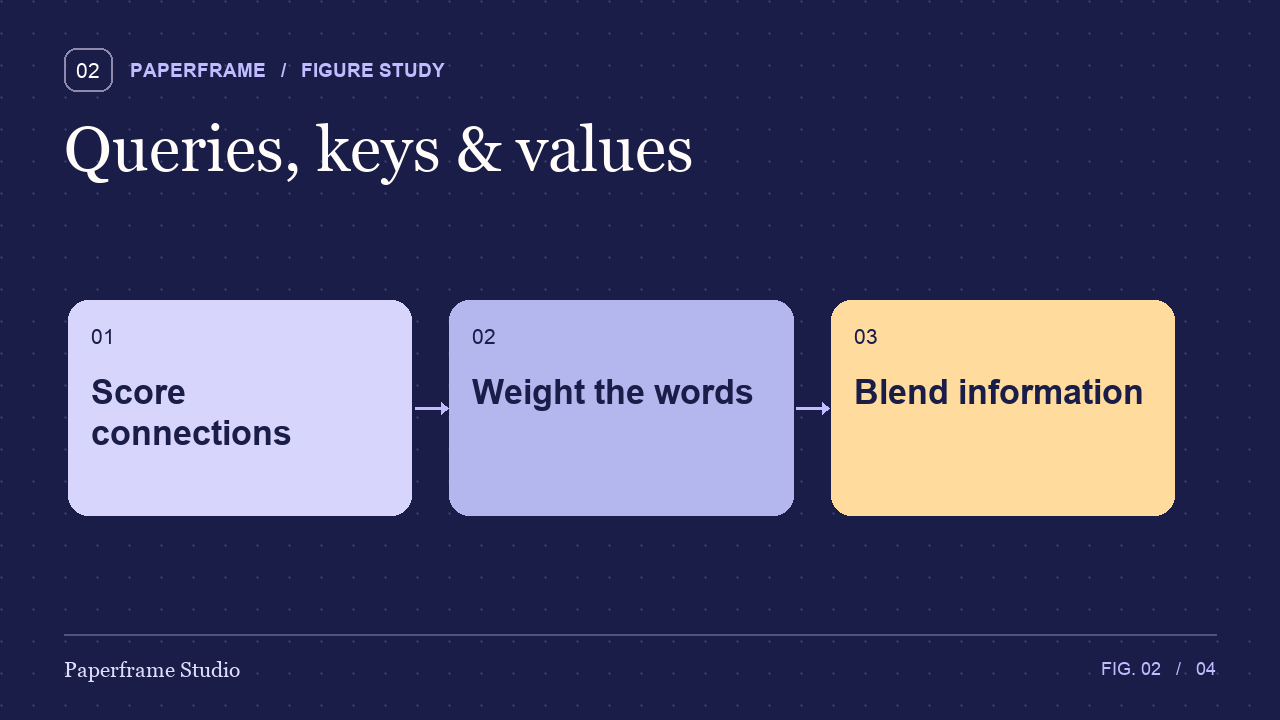 02
PAPERFRAME / FIGURE STUDY
Queries, keys & values
01
Score
connections
02
Weight the words
03
Blend information
Paperframe Studio
FIG. 02 / 04